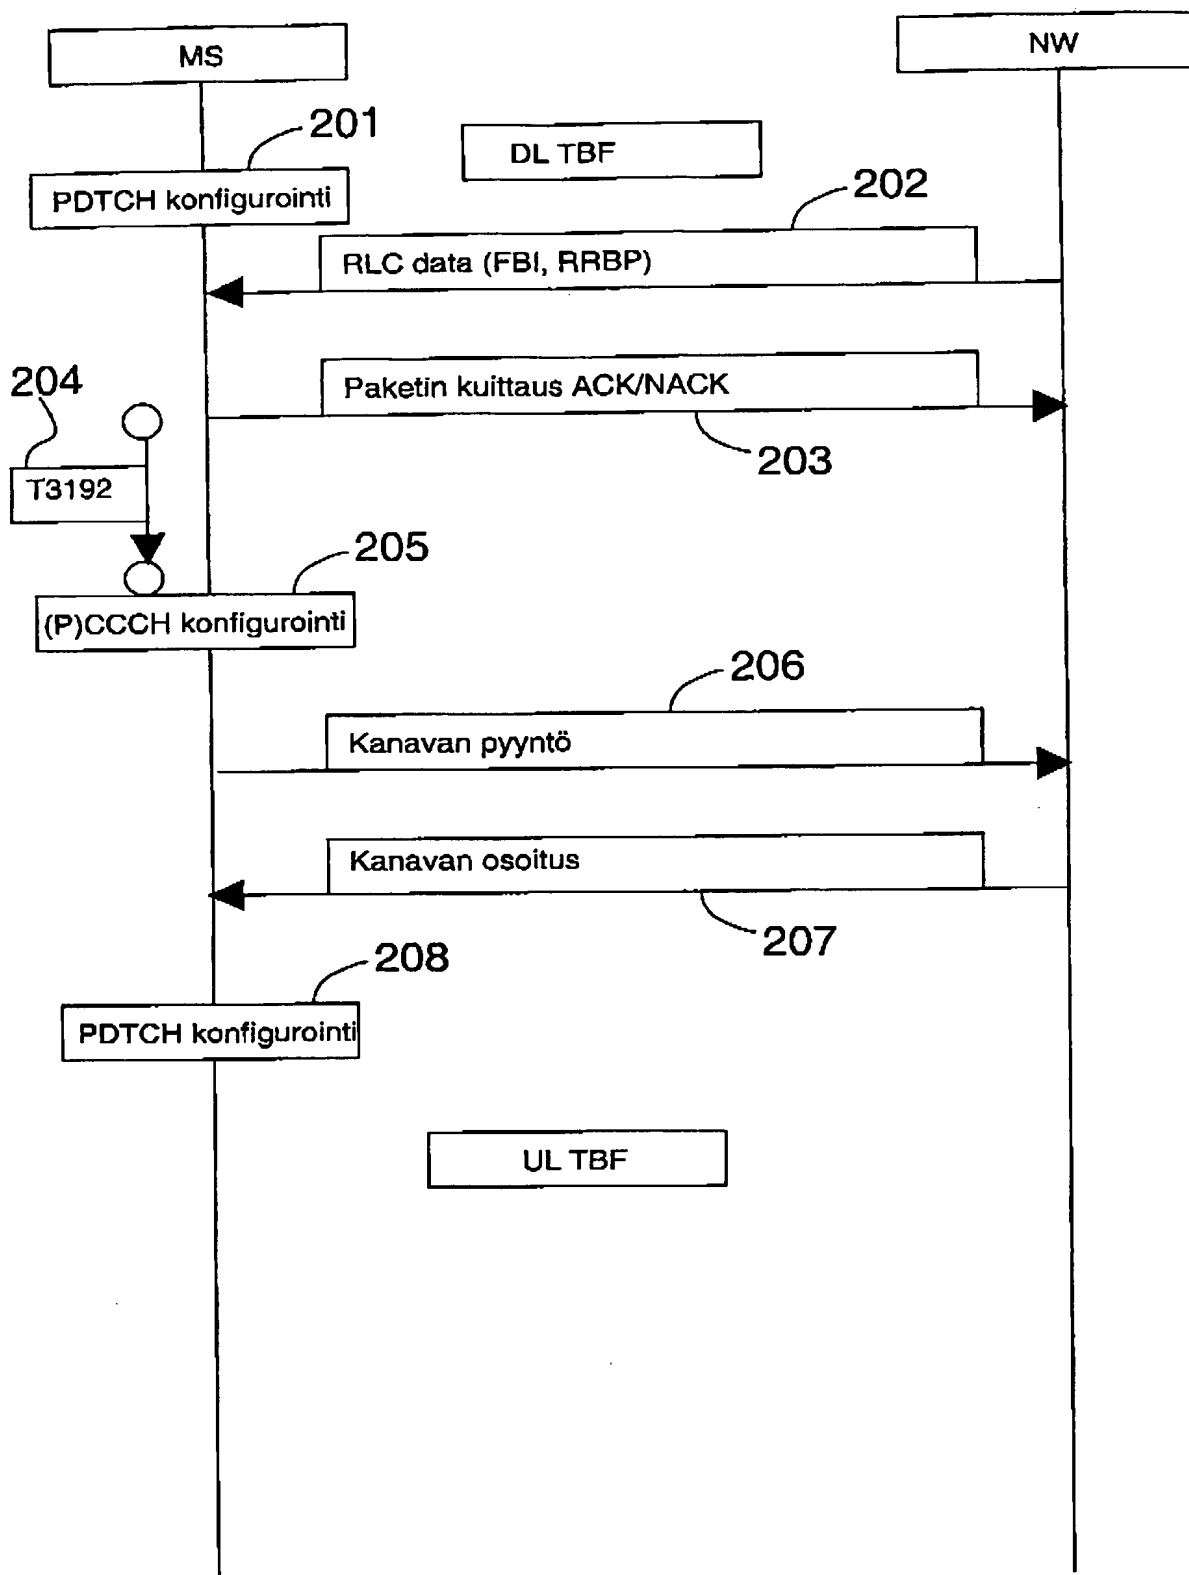 MS
NW
201
DL TBF
PDTCH konfigurointi
202
RLC data (FBI, RRBP)
Paketin kuittaus ACK/NACK
204
203
T3192
205
(P)CCCH konfigurointi
206
Kanavan pyyntö
Kanavan osoitus
207
208
PDTCH konfigurointi
UL TBF